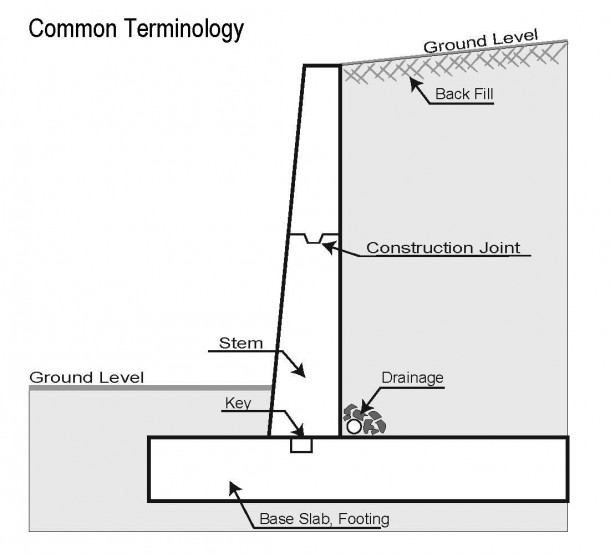 Common Terminology
Ground Level
Back Fill
Construction Joint
Stem
Ground Level
Drainage
Key
Base Slab, Footing